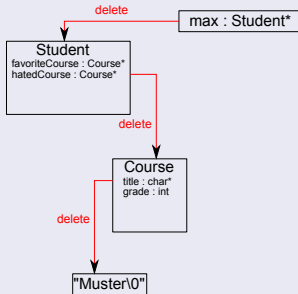 delete
max : Student*
Student
favoriteCourse : Course*
hatedCourse : Course*
delete
Course
title : char*
grade : int
delete
"Muster\0"